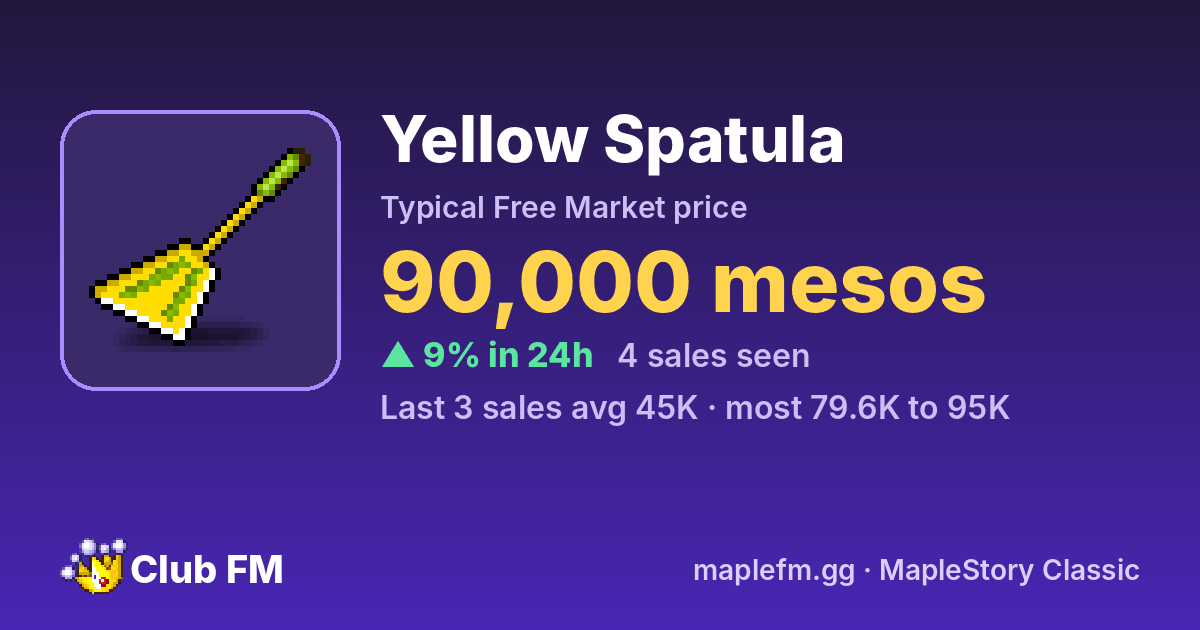 Yellow Spatula
Typical Free Market price
90,000 mesos
▲ 9% in 24h 4 sales seen
Last 3 sales avg 45K · most 79.6K to 95K
Club FM
maplefm.gg · MapleStory Classic